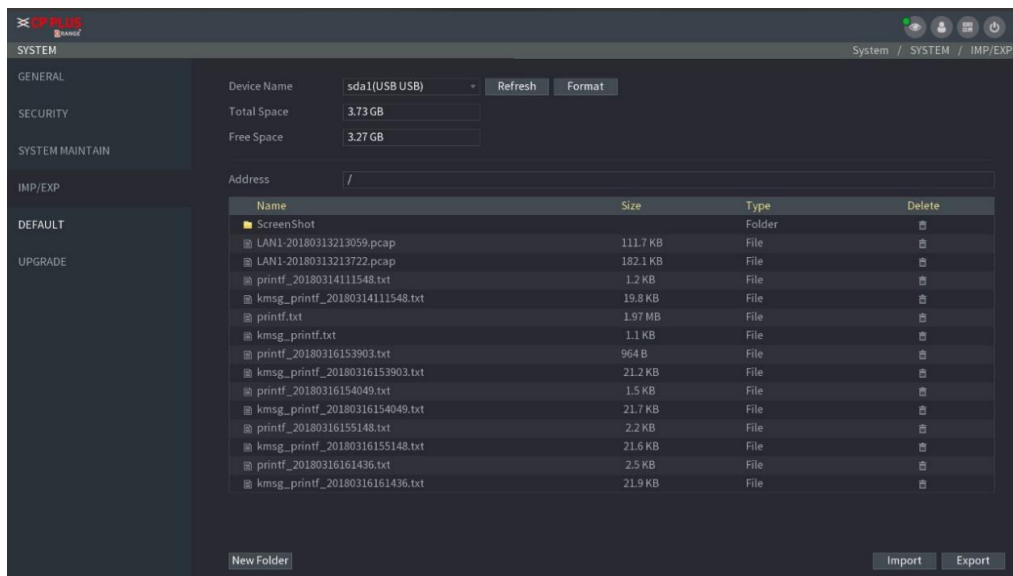 CP PLUS
ORANGE
SYSTEM System / SYSTEM / IMP/EXP
GENERAL
SECURITY
SYSTEM MAINTAIN
IMP/EXP
DEFAULT
UPGRADE
Device Name sda1(USB USB) Refresh Format
Total Space 3.73 GB
Free Space 3.27 GB
Address /
Name Size Type Delete
ScreenShot Folder
LAN1-20180313213059.pcap 111.7 KB File
LAN1-20180313213722.pcap 182.1 KB File
printf_20180314111548.txt 1.2 KB File
kmsg_printf_20180314111548.txt 19.8 KB File
printf.txt 1.97 MB File
kmsg_printf.txt 1.1 KB File
printf_20180316153903.txt 964 B File
kmsg_printf_20180316153903.txt 21.2 KB File
printf_20180316154049.txt 1.5 KB File
kmsg_printf_20180316154049.txt 21.7 KB File
printf_20180316155148.txt 2.2 KB File
kmsg_printf_20180316155148.txt 21.6 KB File
printf_20180316161436.txt 2.5 KB File
kmsg_printf_20180316161436.txt 21.9 KB File
New Folder Import Export